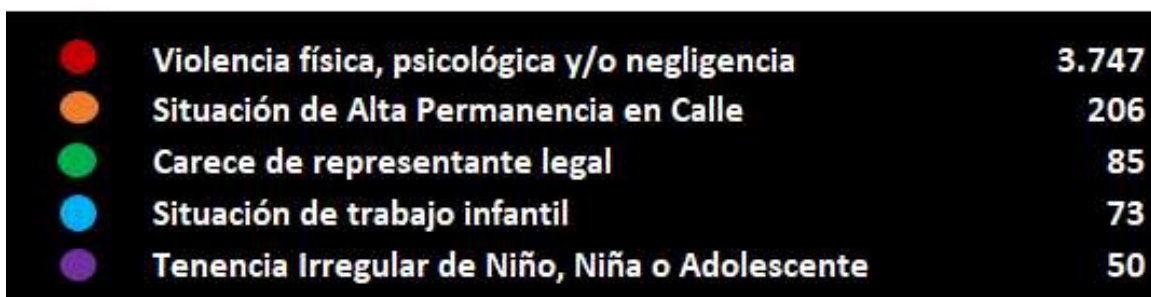 Violencia física, psicológica y/o negligencia 3.747
Situación de Alta Permanencia en Calle 206
Carece de representante legal 85
Situación de trabajo infantil 73
Tenencia Irregular de Niño, Niña o Adolescente 50